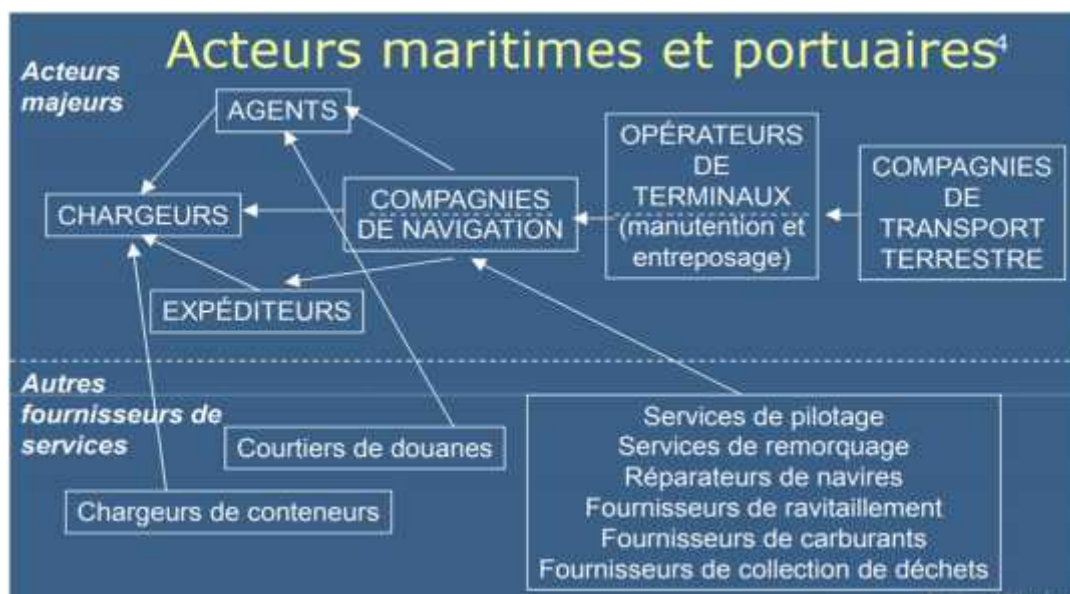 Acteurs maritimes et portuaires⁴
Acteurs
majeurs
AGENTS
CHARGEURS
COMPAGNIES
DE NAVIGATION
EXPÉDITEURS
OPÉRATEURS
DE
TERMINAUX
(manutention et
entreposage)
COMPAGNIES
DE
TRANSPORT
TERRESTRE
Autres
fournisseurs de
services
Courtiers de douanes
Chargeurs de conteneurs
Services de pilotage
Services de remorquage
Réparateurs de navires
Fournisseurs de ravitaillement
Fournisseurs de carburants
Fournisseurs de collection de déchets